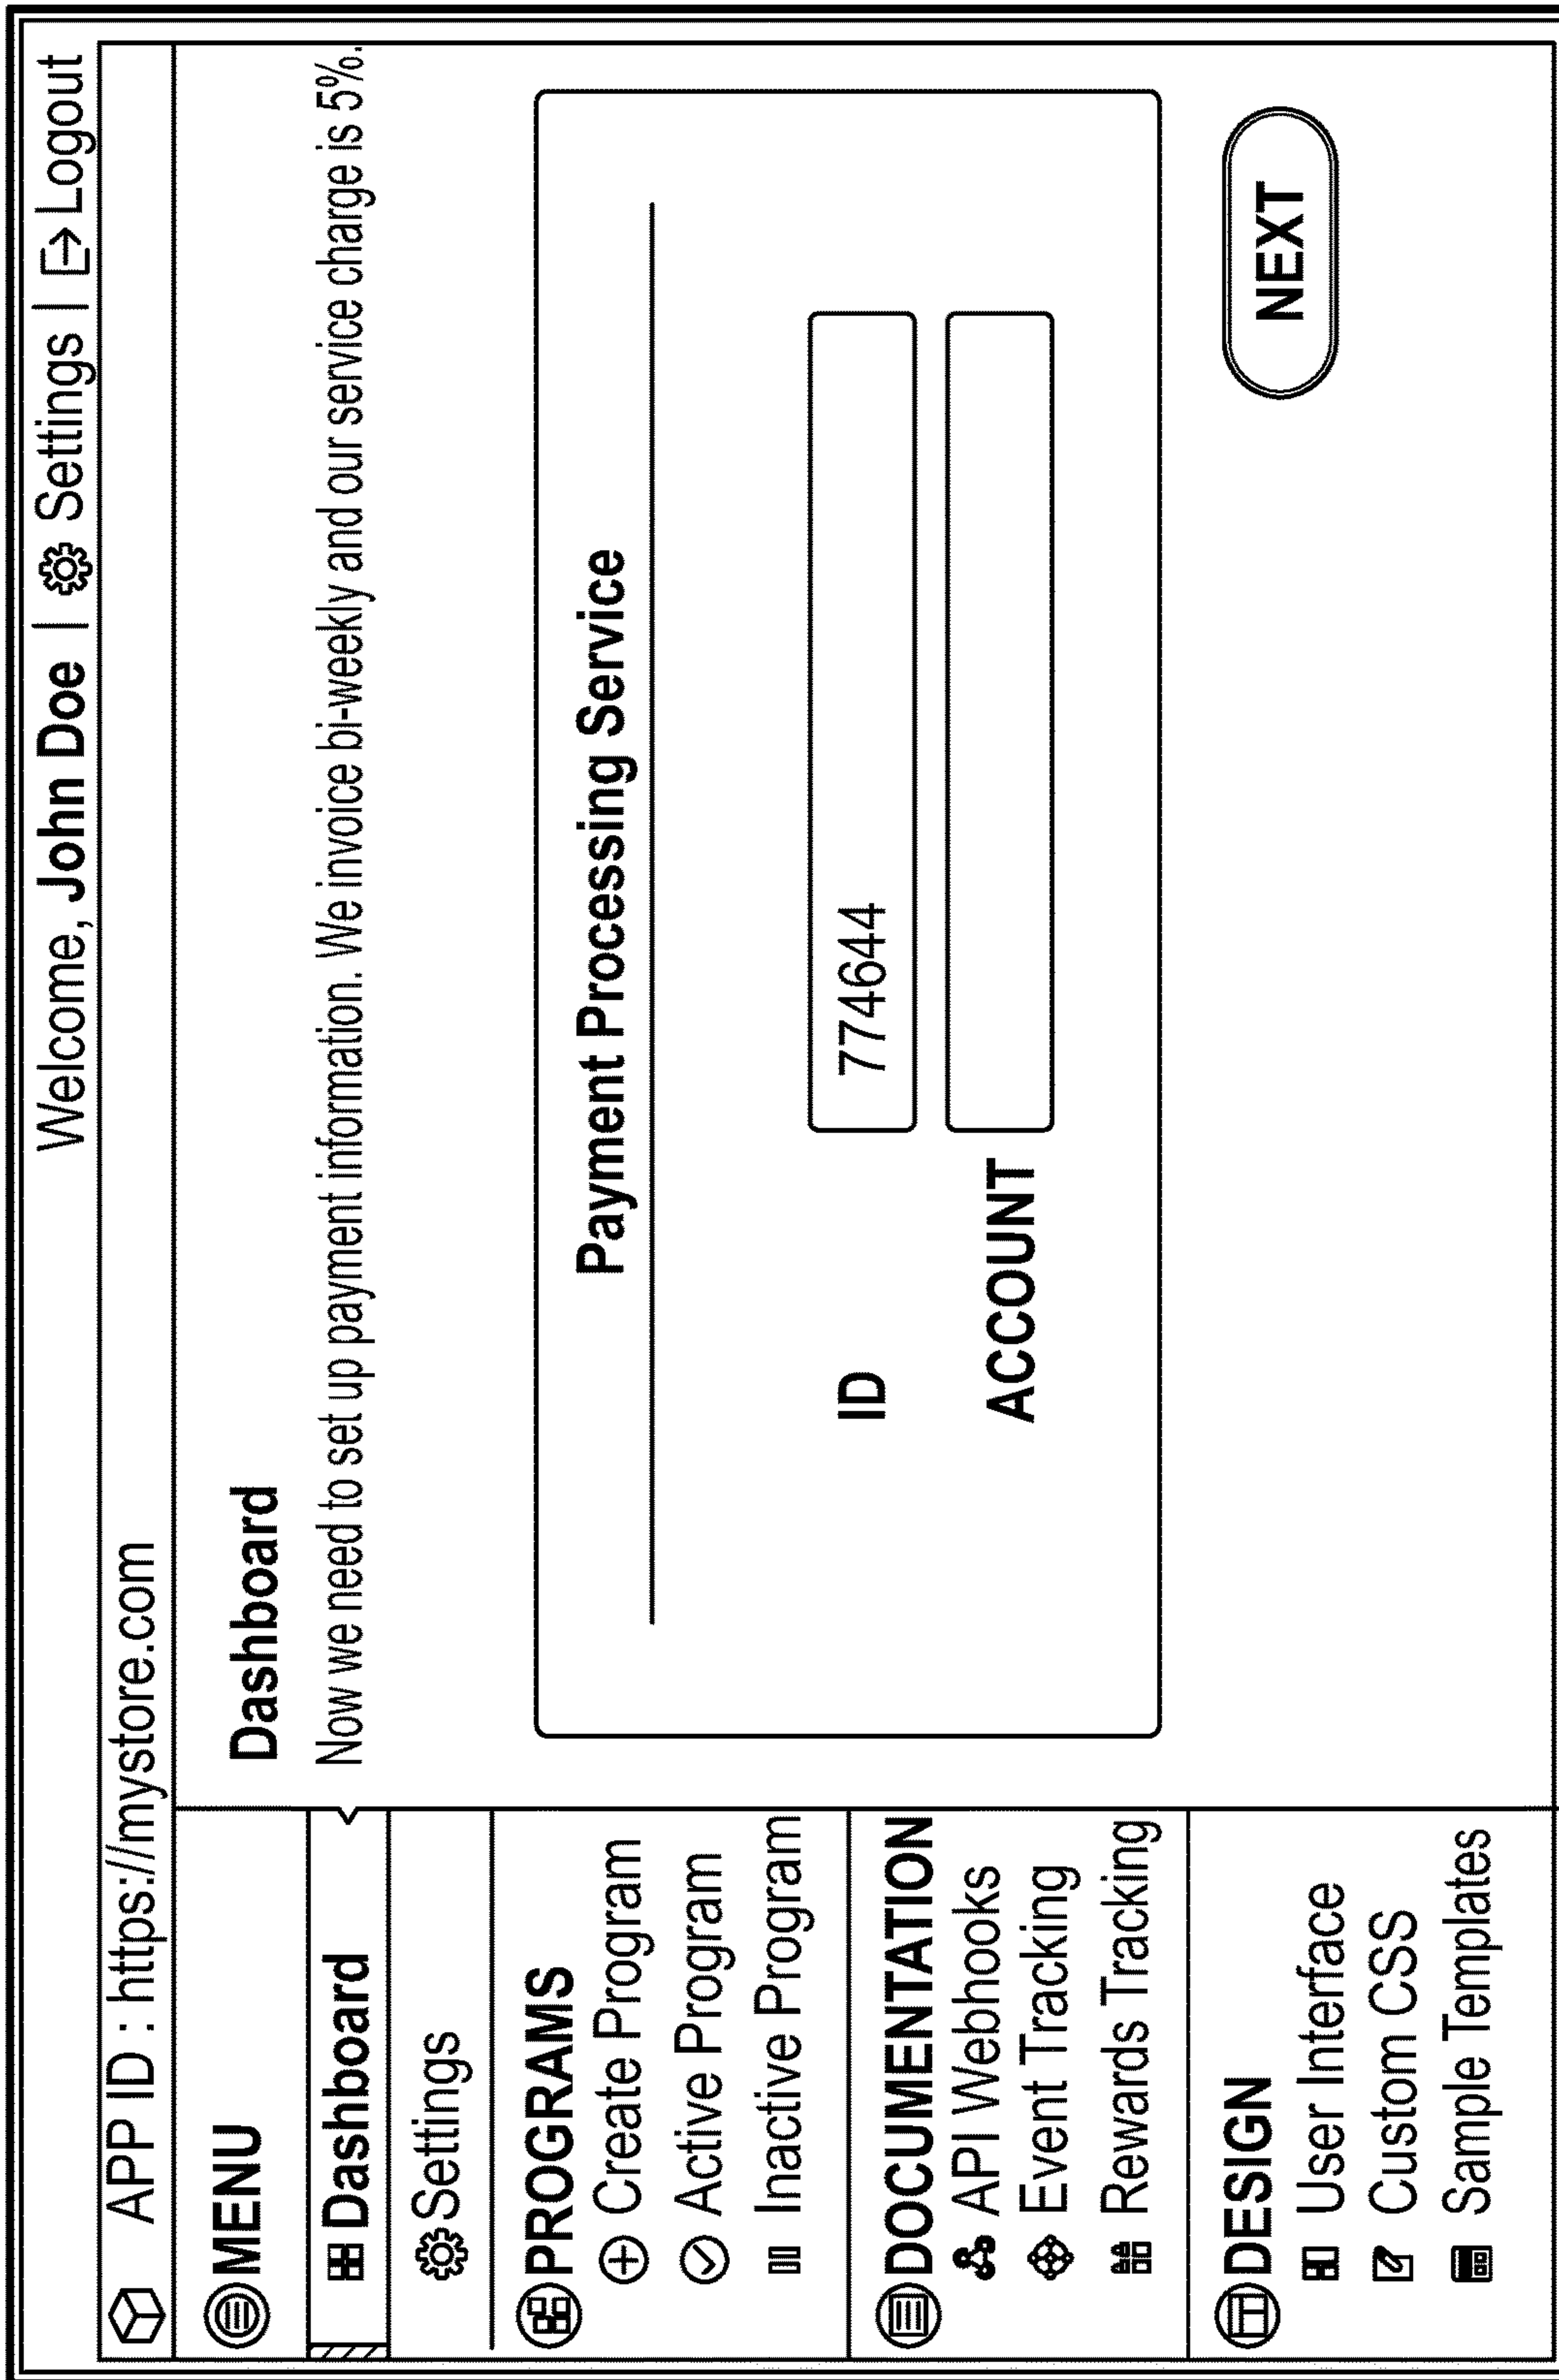 Welcome, John Doe | Settings | Logout
APP ID : https://mystore.com
MENU
Dashboard
Settings
PROGRAMS
Create Program
Active Program
Inactive Program
DOCUMENTATION
API Webhooks
Event Tracking
Rewards Tracking
DESIGN
User Interface
Custom CSS
Sample Templates
Dashboard
Now we need to set up payment information. We invoice bi-weekly and our service charge is 5%.
Payment Processing Service
ID 774644
ACCOUNT
NEXT